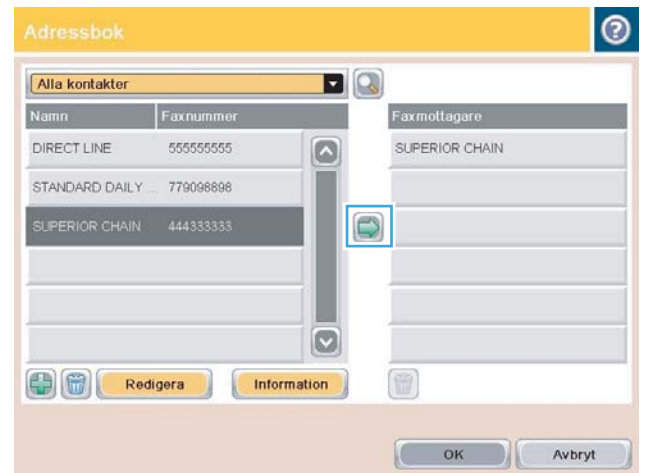 Adressbok
?
Alla kontakter
Namn Faxnummer Faxmottagare
DIRECT LINE 555555555 SUPERIOR CHAIN
STANDARD DAILY ... 779098898
SUPERIOR CHAIN 444333333
Redigera Information
OK Avbryt